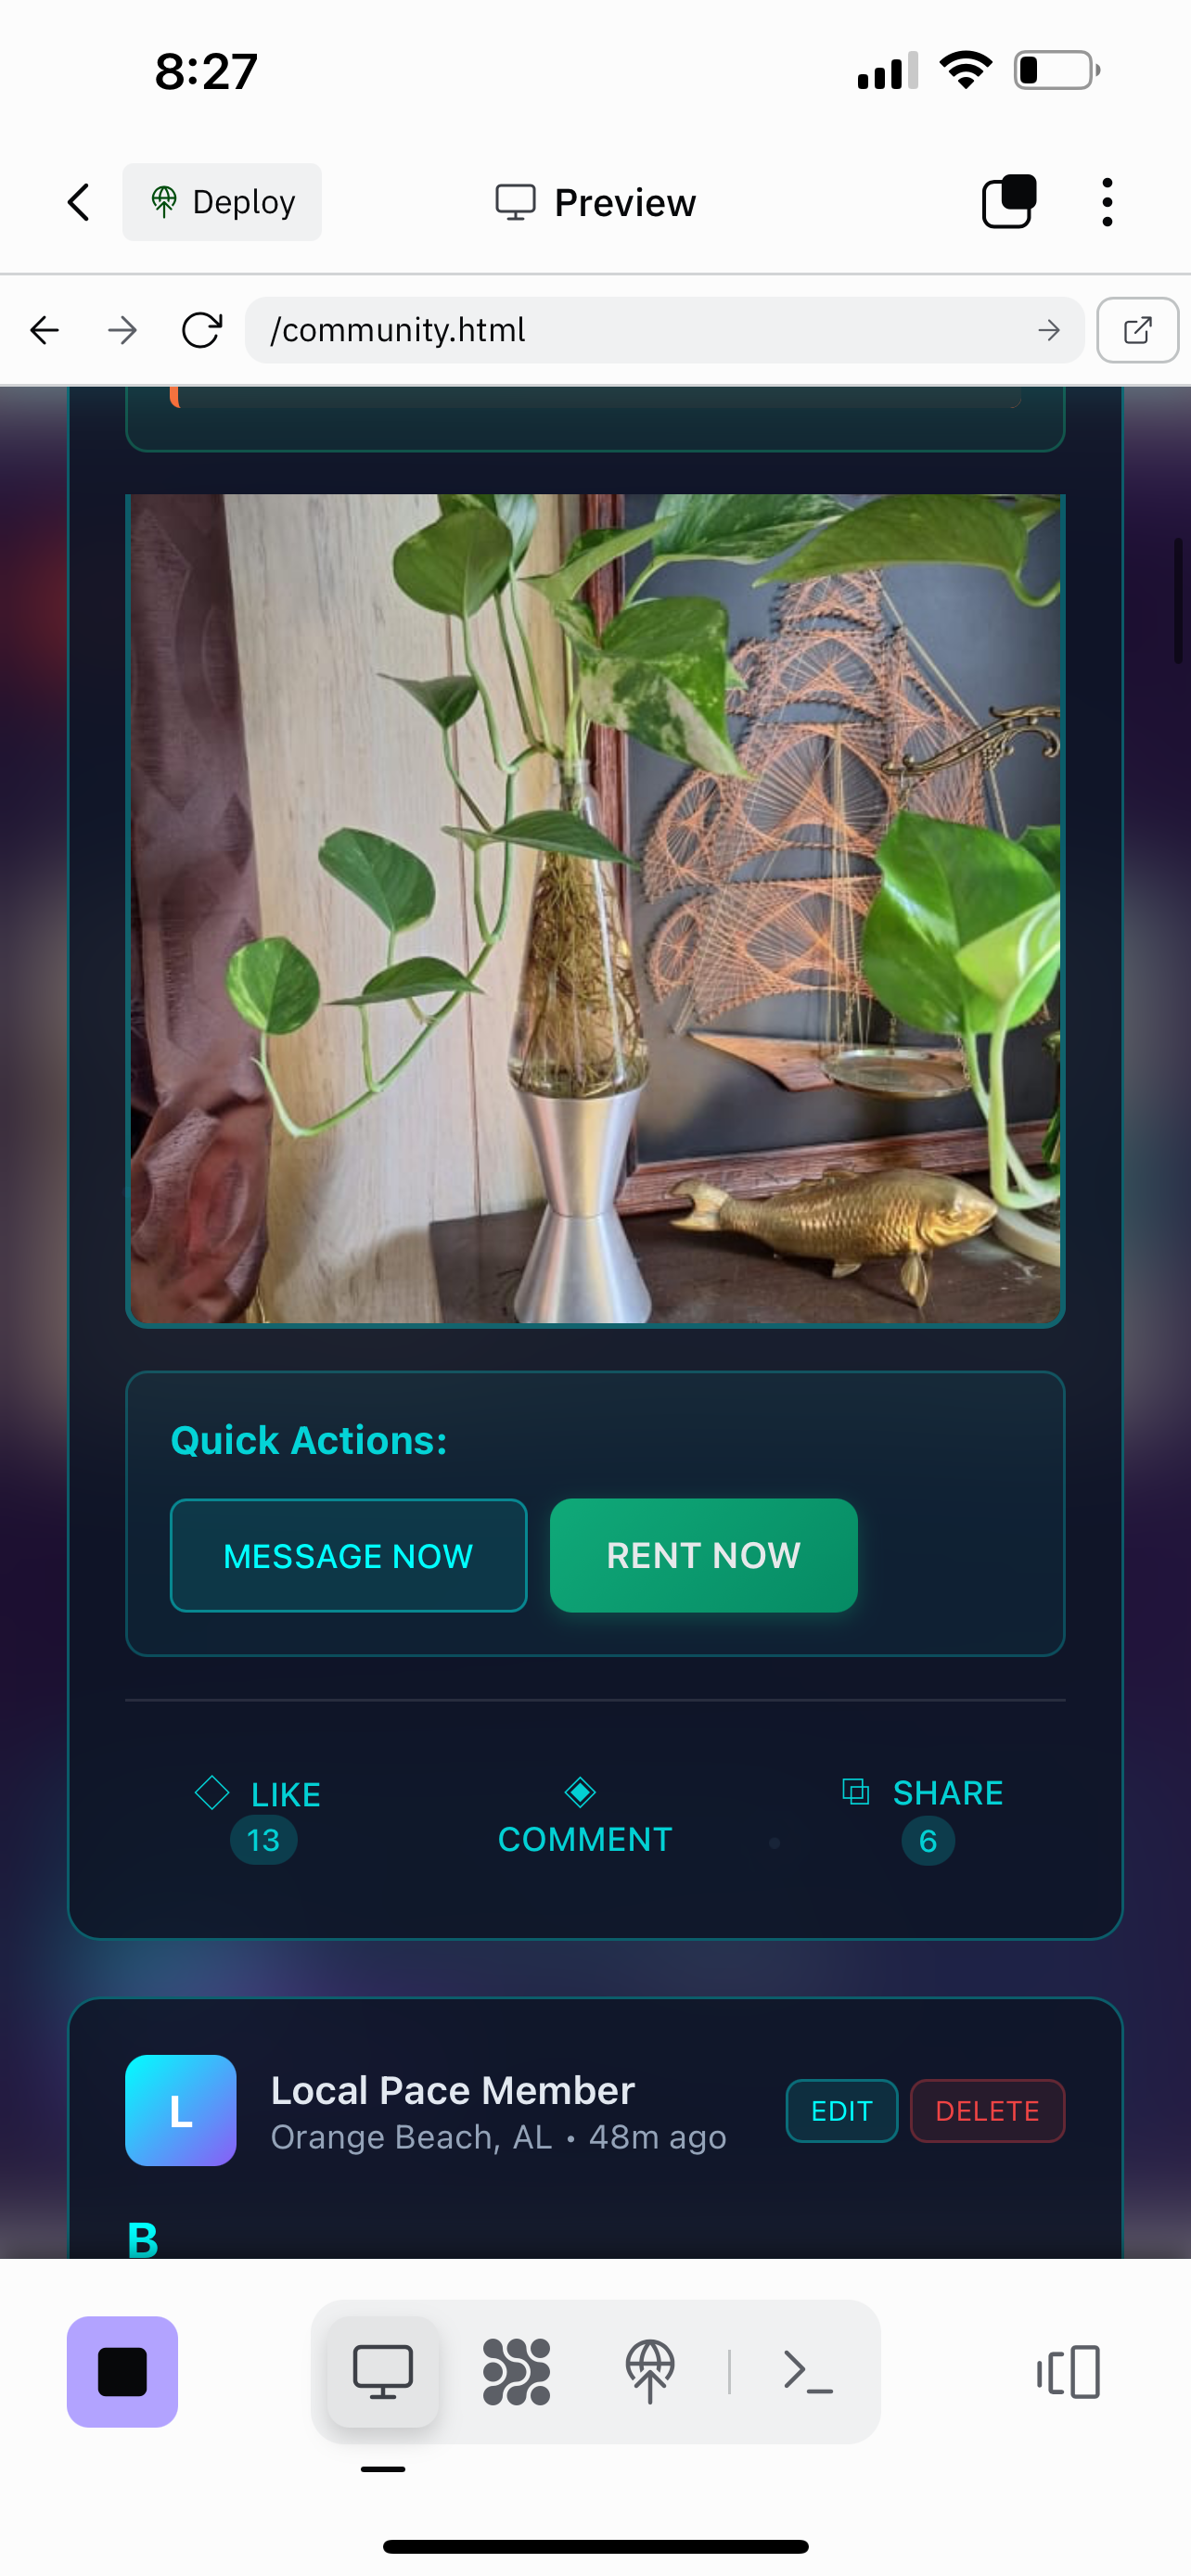 8:27
Deploy
Preview
/community.html
Quick Actions:
MESSAGE NOW
RENT NOW
LIKE
13
COMMENT
SHARE
6
L
Local Pace Member
Orange Beach, AL • 48m ago
EDIT
DELETE
B